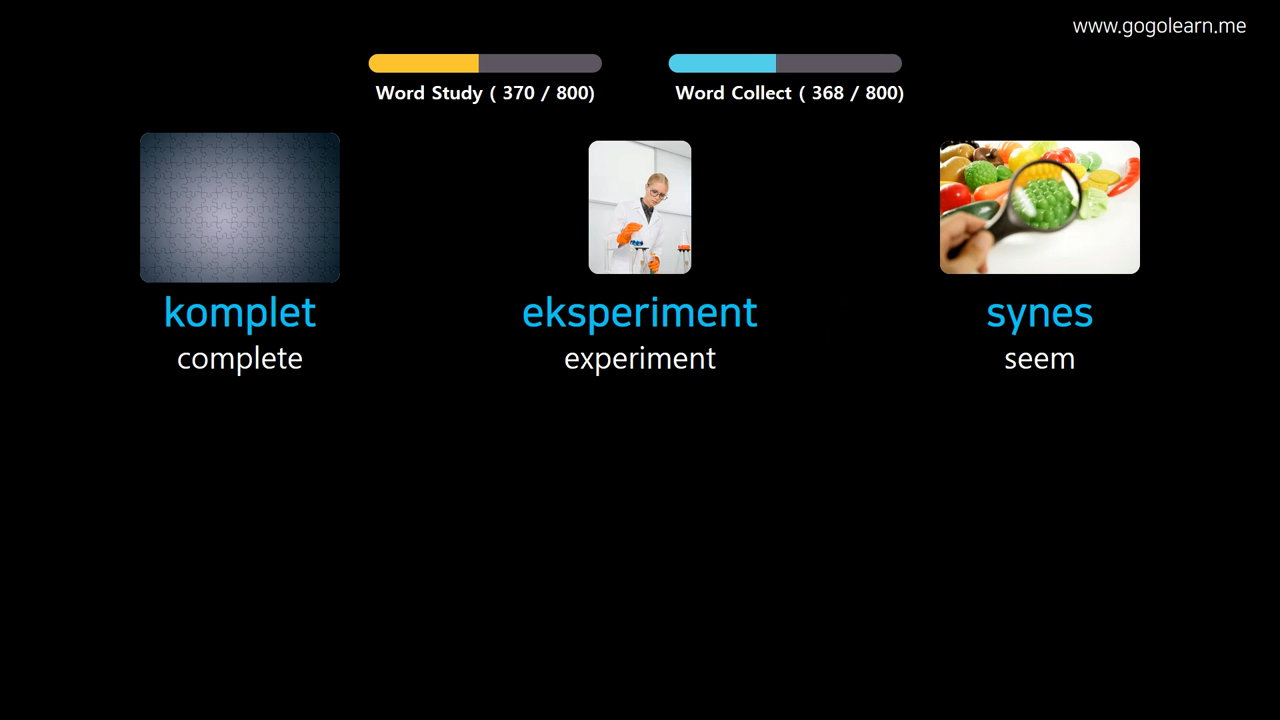 www.gogolearn.me
Word Study ( 370 / 800)
Word Collect ( 368 / 800)
komplet
complete
eksperiment
experiment
synes
seem